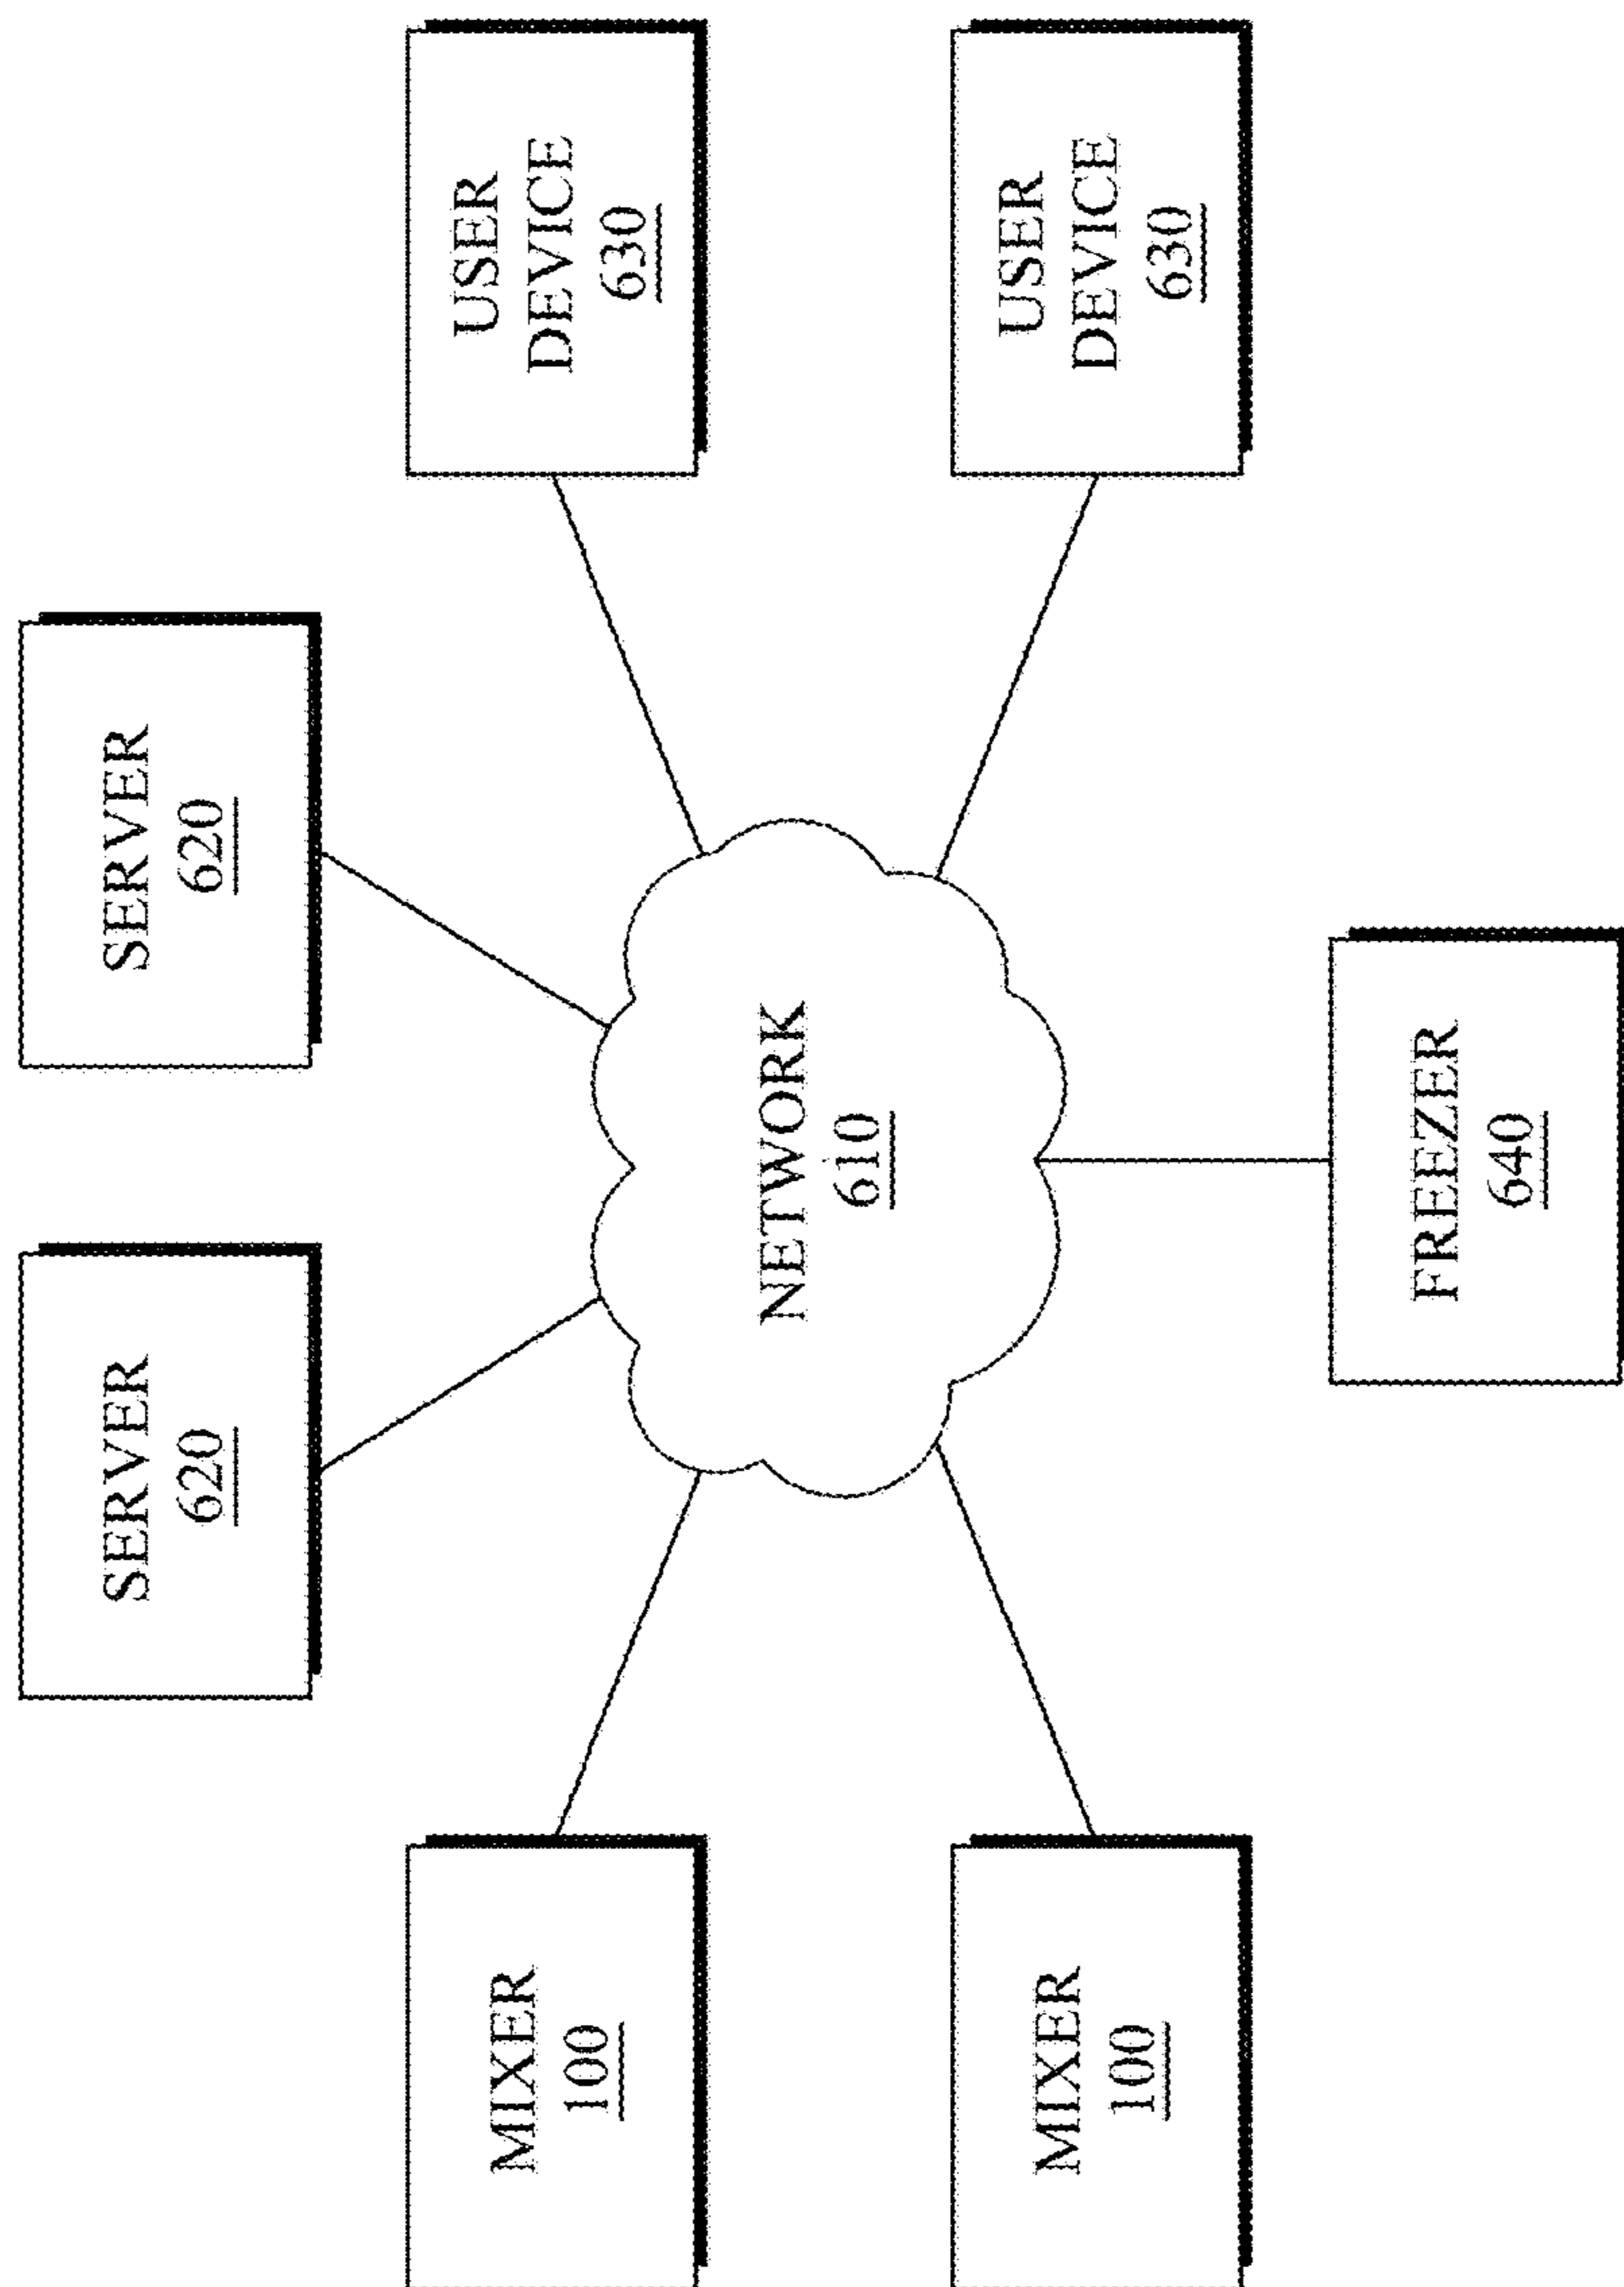 SERVER
620
SERVER
620
MIXER
100
USER
DEVICE
630
NETWORK
610
MIXER
100
USER
DEVICE
630
FREEZER
640